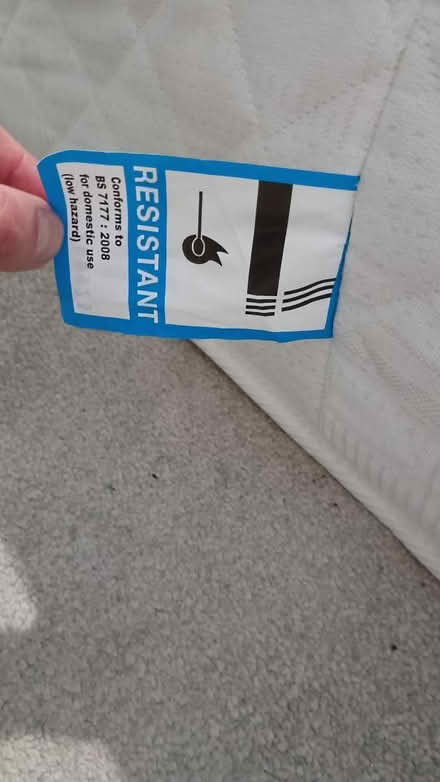 RESISTANT
Conforms to
BS 7177 : 2008
for domestic use
(low hazard)